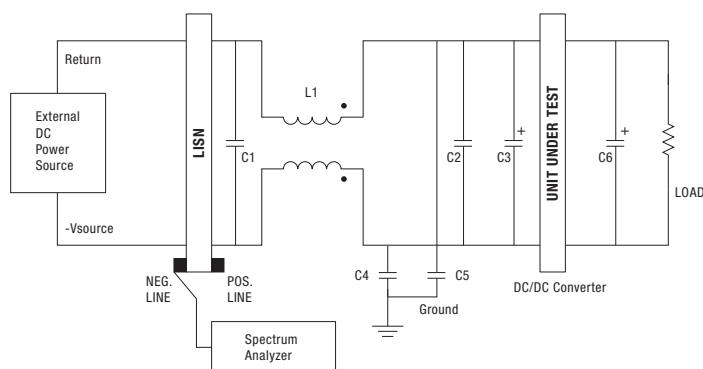 Return
L1
External
DC
Power
Source
LISN
C1
C2
C3
+
UNIT UNDER TEST
C6
+
LOAD
-Vsource
NEG.
LINE
POS.
LINE
C4
C5
DC/DC Converter
Ground
Spectrum
Analyzer